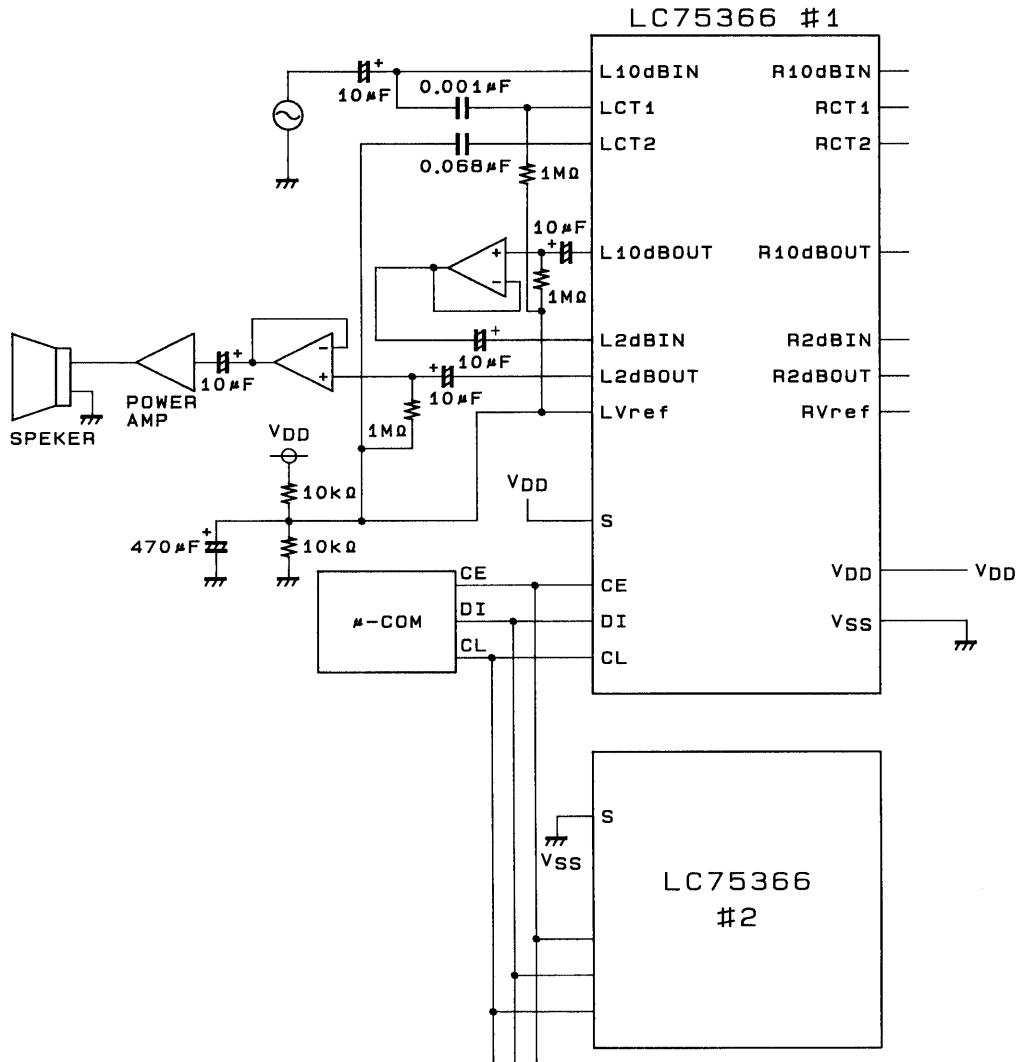 LC75366 #1
L10dBIN
R10dBIN
10µF
0.001µF
LCT1
RCT1
LCT2
RCT2
0.068µF
1MΩ
10µF
L10dBOUT
R10dBOUT
1MΩ
L2dBIN
R2dBIN
10µF
L2dBOUT
R2dBOUT
10µF
10µF
POWER
AMP
LVref
RVref
1MΩ
SPEKER
VDD
VDD
10kΩ
S
470µF
10kΩ
CE
CE
VDD
VDD
µ-COM
DI
DI
VSS
CL
CL
S
VSS
LC75366
#2